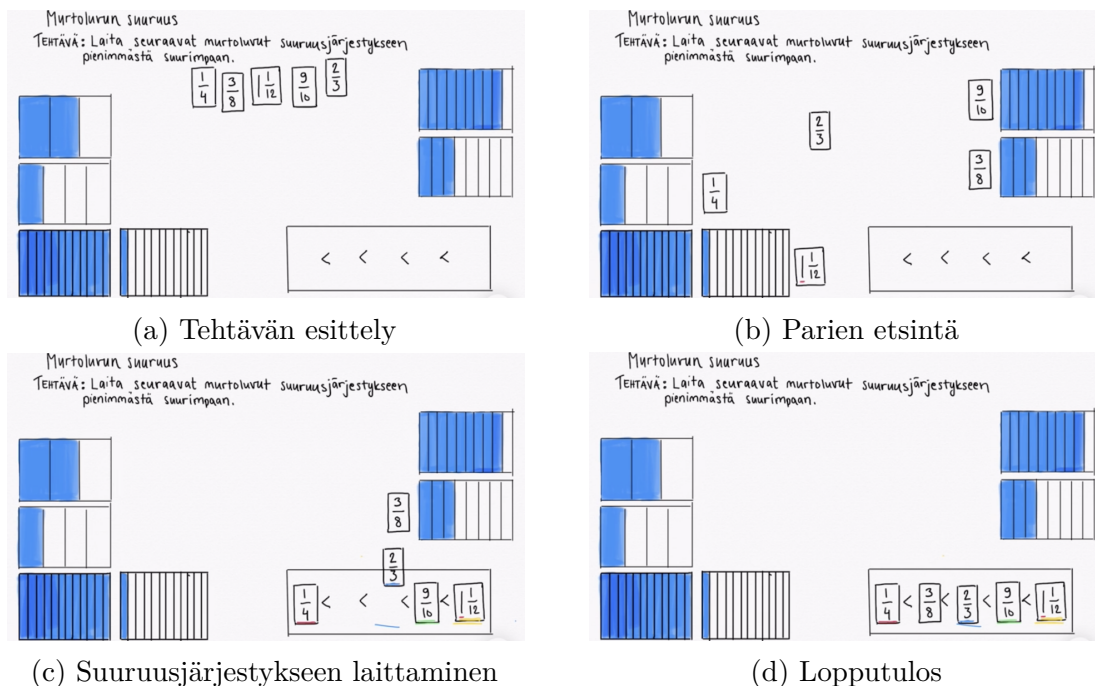 Murtoluvun suuruus
TEHTÄVÄ: Laita seuraavat murtoluvut suuruusjärjestykseen
pienimmästä suurimpaan.
1/4 3/8 1 1/12 9/10 2/3
< < < <
(a) Tehtävän esittely
Murtoluvun suuruus
TEHTÄVÄ: Laita seuraavat murtoluvut suuruusjärjestykseen
pienimmästä suurimpaan.
9/10
2/3
3/8
1/4
1 1/12
< < < <
(b) Parien etsintä
Murtoluvun suuruus
TEHTÄVÄ: Laita seuraavat murtoluvut suuruusjärjestykseen
pienimmästä suurimpaan.
3/8
2/3
1/4 < < < 9/10 < 1 1/12
(c) Suuruusjärjestykseen laittaminen
Murtoluvun suuruus
TEHTÄVÄ: Laita seuraavat murtoluvut suuruusjärjestykseen
pienimmästä suurimpaan.
1/4 < 3/8 < 2/3 < 9/10 < 1 1/12
(d) Lopputulos